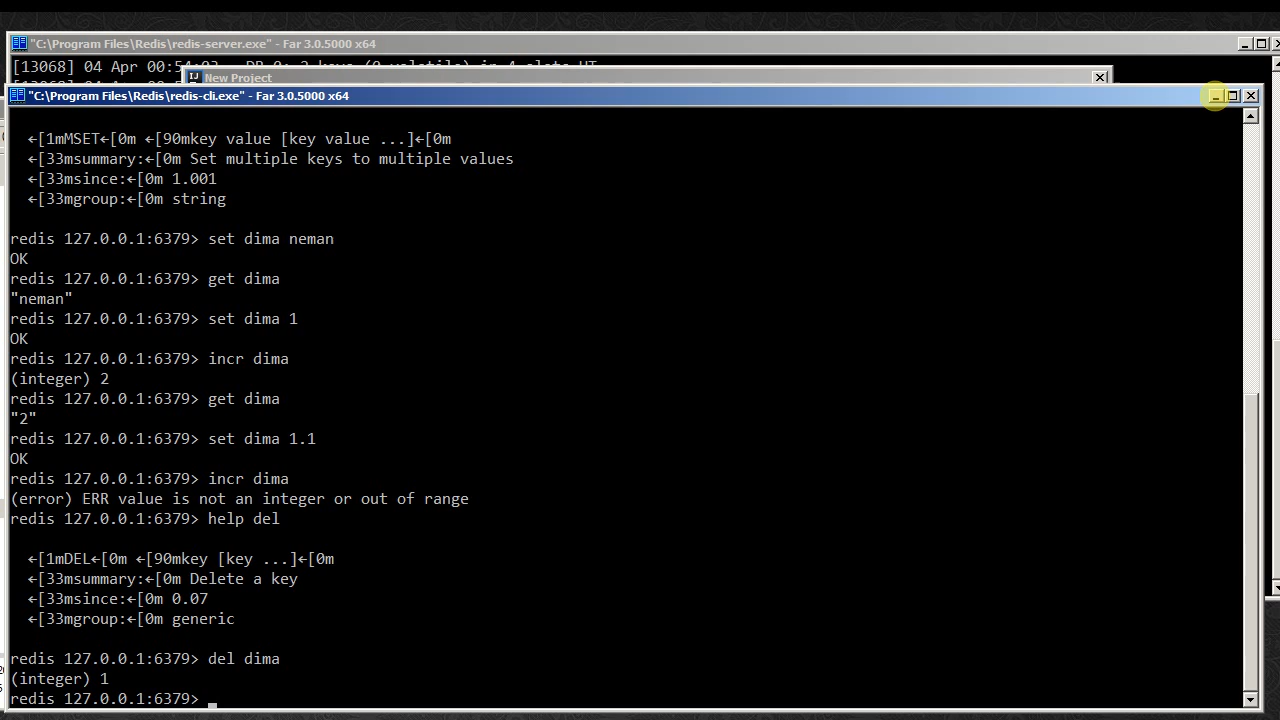 "C:\Program Files\Redis\redis-server.exe" - Far 3.0.5000 x64
New Project
"C:\Program Files\Redis\redis-cli.exe" - Far 3.0.5000 x64
←[1mMSET←[0m ←[90mkey value [key value ...]←[0m
←[33msummary:←[0m Set multiple keys to multiple values
←[33msince:←[0m 1.001
←[33mgroup:←[0m string
redis 127.0.0.1:6379> set dima neman
OK
redis 127.0.0.1:6379> get dima
"neman"
redis 127.0.0.1:6379> set dima 1
OK
redis 127.0.0.1:6379> incr dima
(integer) 2
redis 127.0.0.1:6379> get dima
"2"
redis 127.0.0.1:6379> set dima 1.1
OK
redis 127.0.0.1:6379> incr dima
(error) ERR value is not an integer or out of range
redis 127.0.0.1:6379> help del
←[1mDEL←[0m ←[90mkey [key ...]←[0m
←[33msummary:←[0m Delete a key
←[33msince:←[0m 0.07
←[33mgroup:←[0m generic
redis 127.0.0.1:6379> del dima
(integer) 1
redis 127.0.0.1:6379>